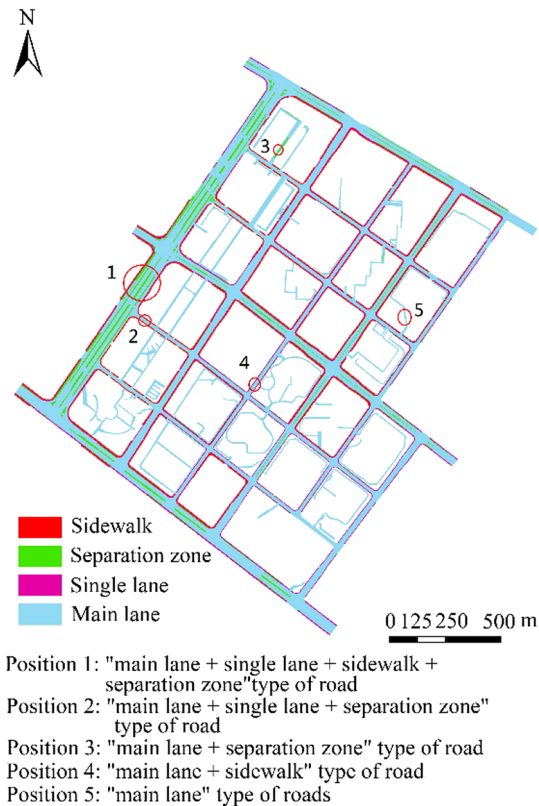 N
3
1
5
2
4
Sidewalk
Separation zone
Single lane
Main lane
0 125 250 500 m
Position 1: "main lane + single lane + sidewalk +
separation zone"type of road
Position 2: "main lane + single lane + separation zone"
type of road
Position 3: "main lane + separation zone" type of road
Position 4: "main lane + sidewalk" type of road
Position 5: "main lane" type of roads